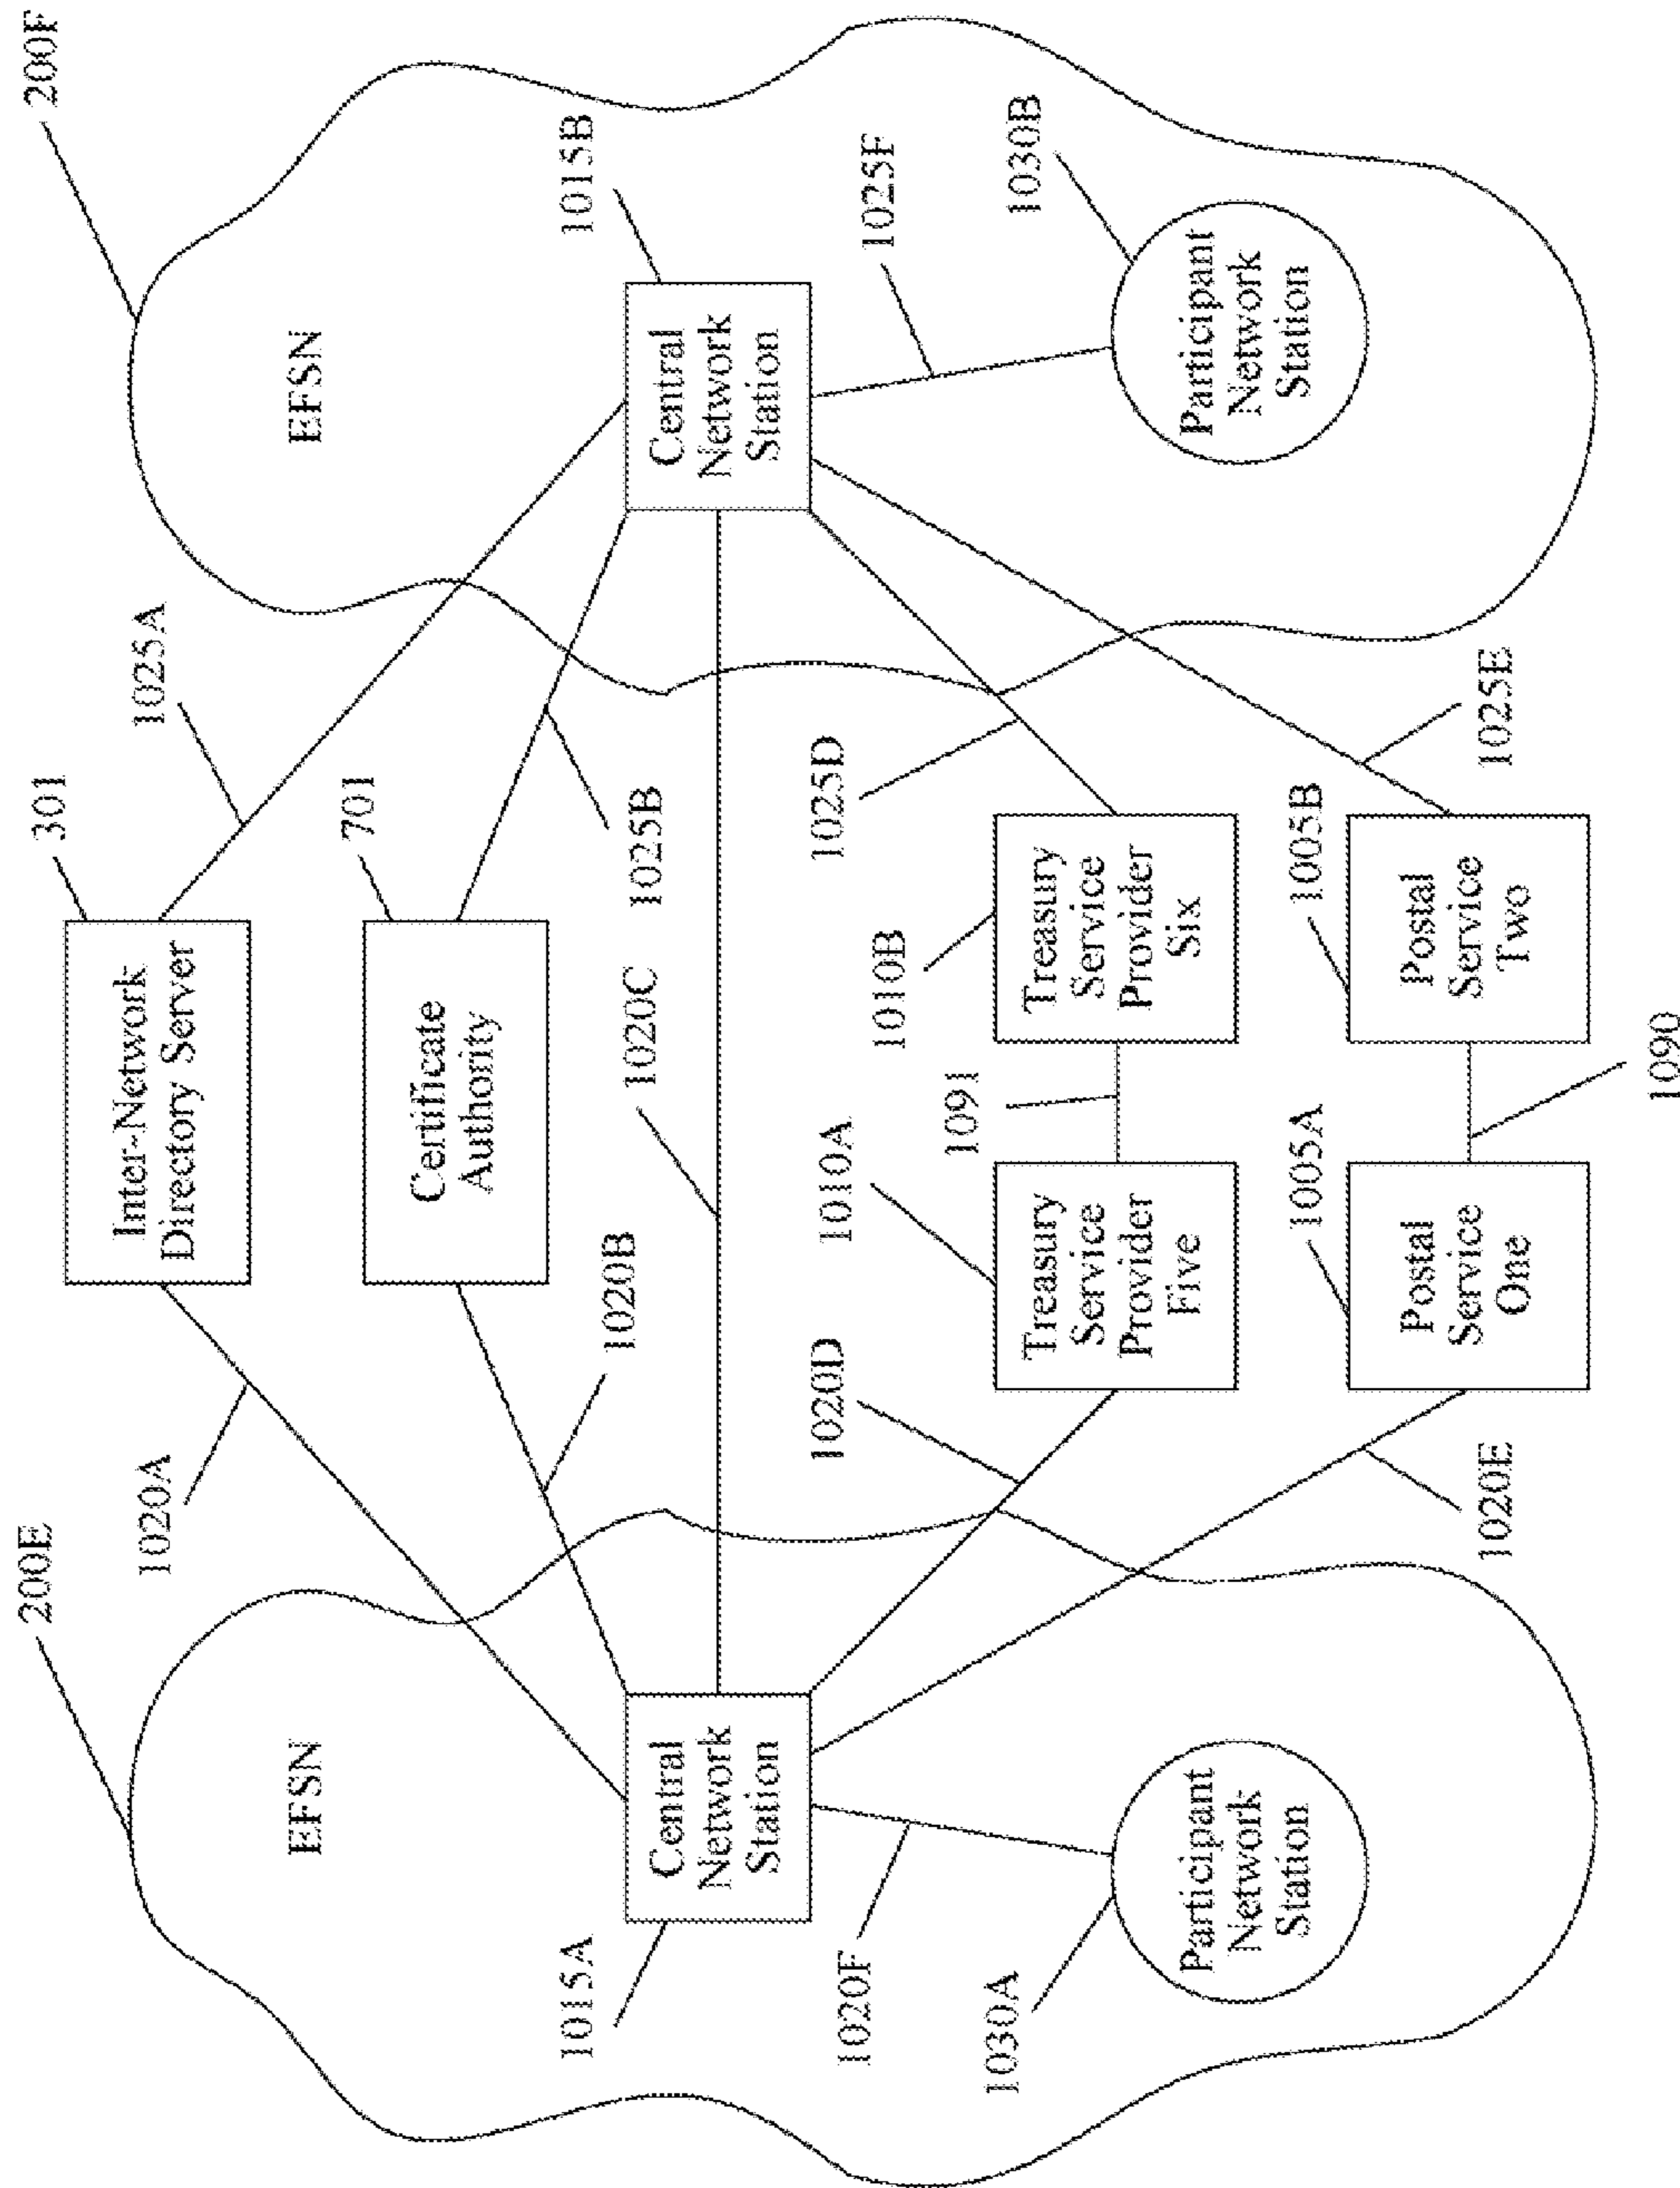 200E
200F
EFSN
EFSN
301
Inter-Network
Directory Server
1020A
1025A
701
Certificate
Authority
1020B
1025B
1015A
Central
Network
Station
1020C
1015B
Central
Network
Station
1020F
1025F
1020D
1010A
1091
1010B
1025D
Treasury
Service
Provider
Five
Treasury
Service
Provider
Six
1030A
Participant
Network
Station
1030B
Participant
Network
Station
1005A
1005B
Postal
Service
One
Postal
Service
Two
1020E
1025E
1090